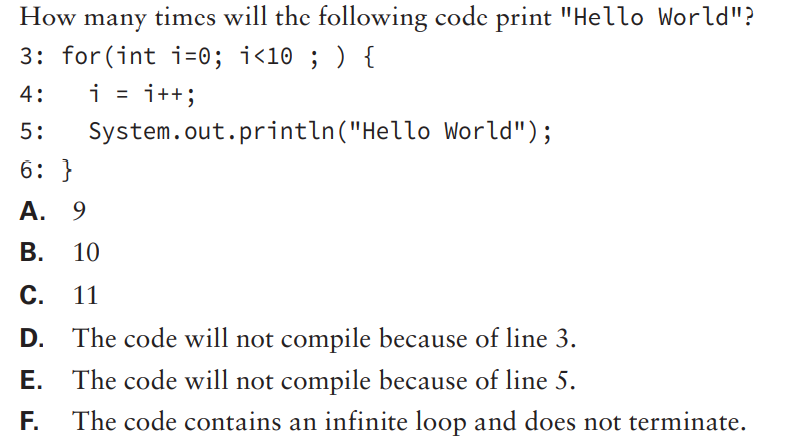 How many times will the following code print "Hello World"?
3: for(int i=0; i<10 ; ) {
4:   i = i++;
5:   System.out.println("Hello World");
6: }
A. 9
B. 10
C. 11
D. The code will not compile because of line 3.
E. The code will not compile because of line 5.
F. The code contains an infinite loop and does not terminate.